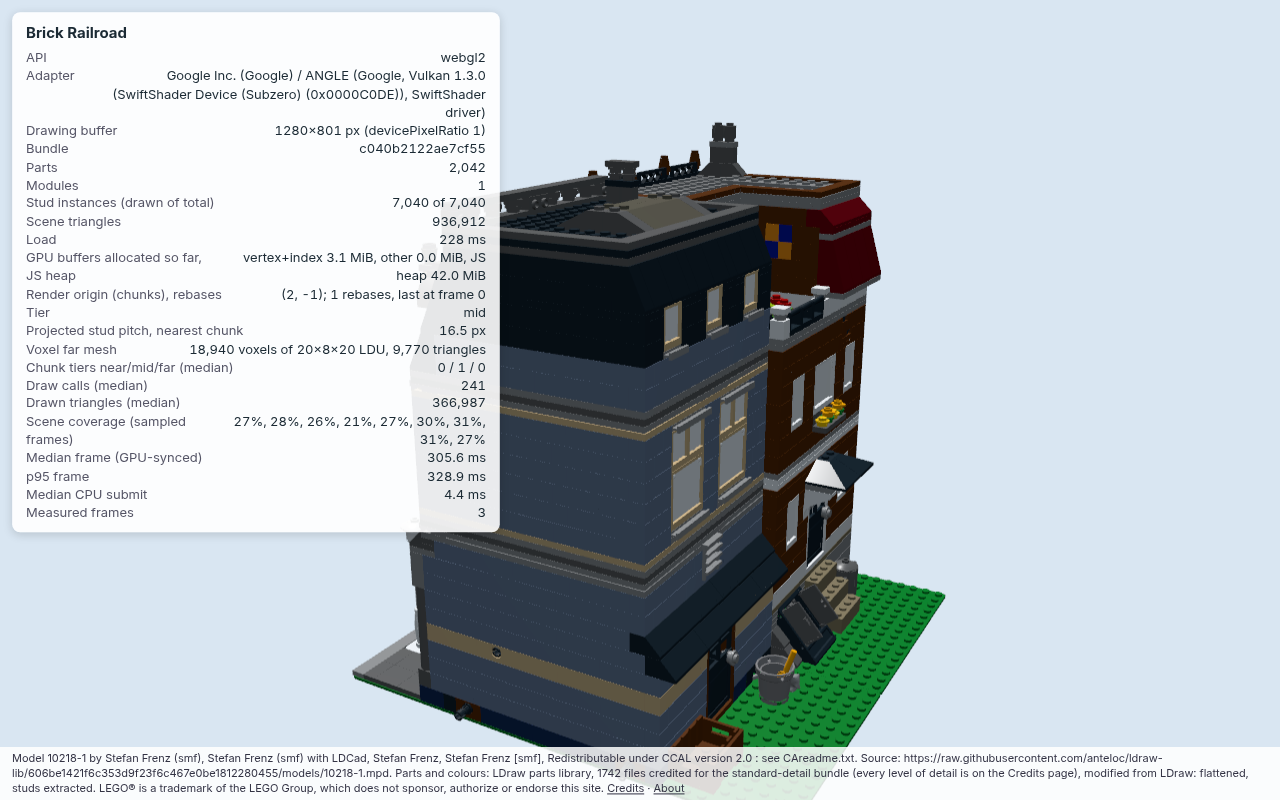 Brick Railroad
API webgl2
Adapter Google Inc. (Google) / ANGLE (Google, Vulkan 1.3.0
(SwiftShader Device (Subzero) (0x0000C0DE)), SwiftShader
driver)
Drawing buffer 1280×801 px (devicePixelRatio 1)
Bundle c040b2122ae7cf55
Parts 2,042
Modules 1
Stud instances (drawn of total) 7,040 of 7,040
Scene triangles 936,912
Load 228 ms
GPU buffers allocated so far, vertex+index 3.1 MiB, other 0.0 MiB, JS
JS heap heap 42.0 MiB
Render origin (chunks), rebases (2, -1); 1 rebases, last at frame 0
Tier mid
Projected stud pitch, nearest chunk 16.5 px
Voxel far mesh 18,940 voxels of 20×8×20 LDU, 9,770 triangles
Chunk tiers near/mid/far (median) 0 / 1 / 0
Draw calls (median) 241
Drawn triangles (median) 366,987
Scene coverage (sampled 27%, 28%, 26%, 21%, 27%, 30%, 31%,
frames) 31%, 27%
Median frame (GPU-synced) 305.6 ms
p95 frame 328.9 ms
Median CPU submit 4.4 ms
Measured frames 3
Model 10218-1 by Stefan Frenz (smf), Stefan Frenz (smf) with LDCad, Stefan Frenz, Stefan Frenz [smf], Redistributable under CCAL version 2.0 : see CAreadme.txt. Source: https://raw.githubusercontent.com/anteloc/ldraw-
lib/606be1421f6c353d9f23f6c467e0be1812280455/models/10218-1.mpd. Parts and colours: LDraw parts library, 1742 files credited for the standard-detail bundle (every level of detail is on the Credits page), modified from LDraw: flattened,
studs extracted. LEGO® is a trademark of the LEGO Group, which does not sponsor, authorize or endorse this site. Credits · About